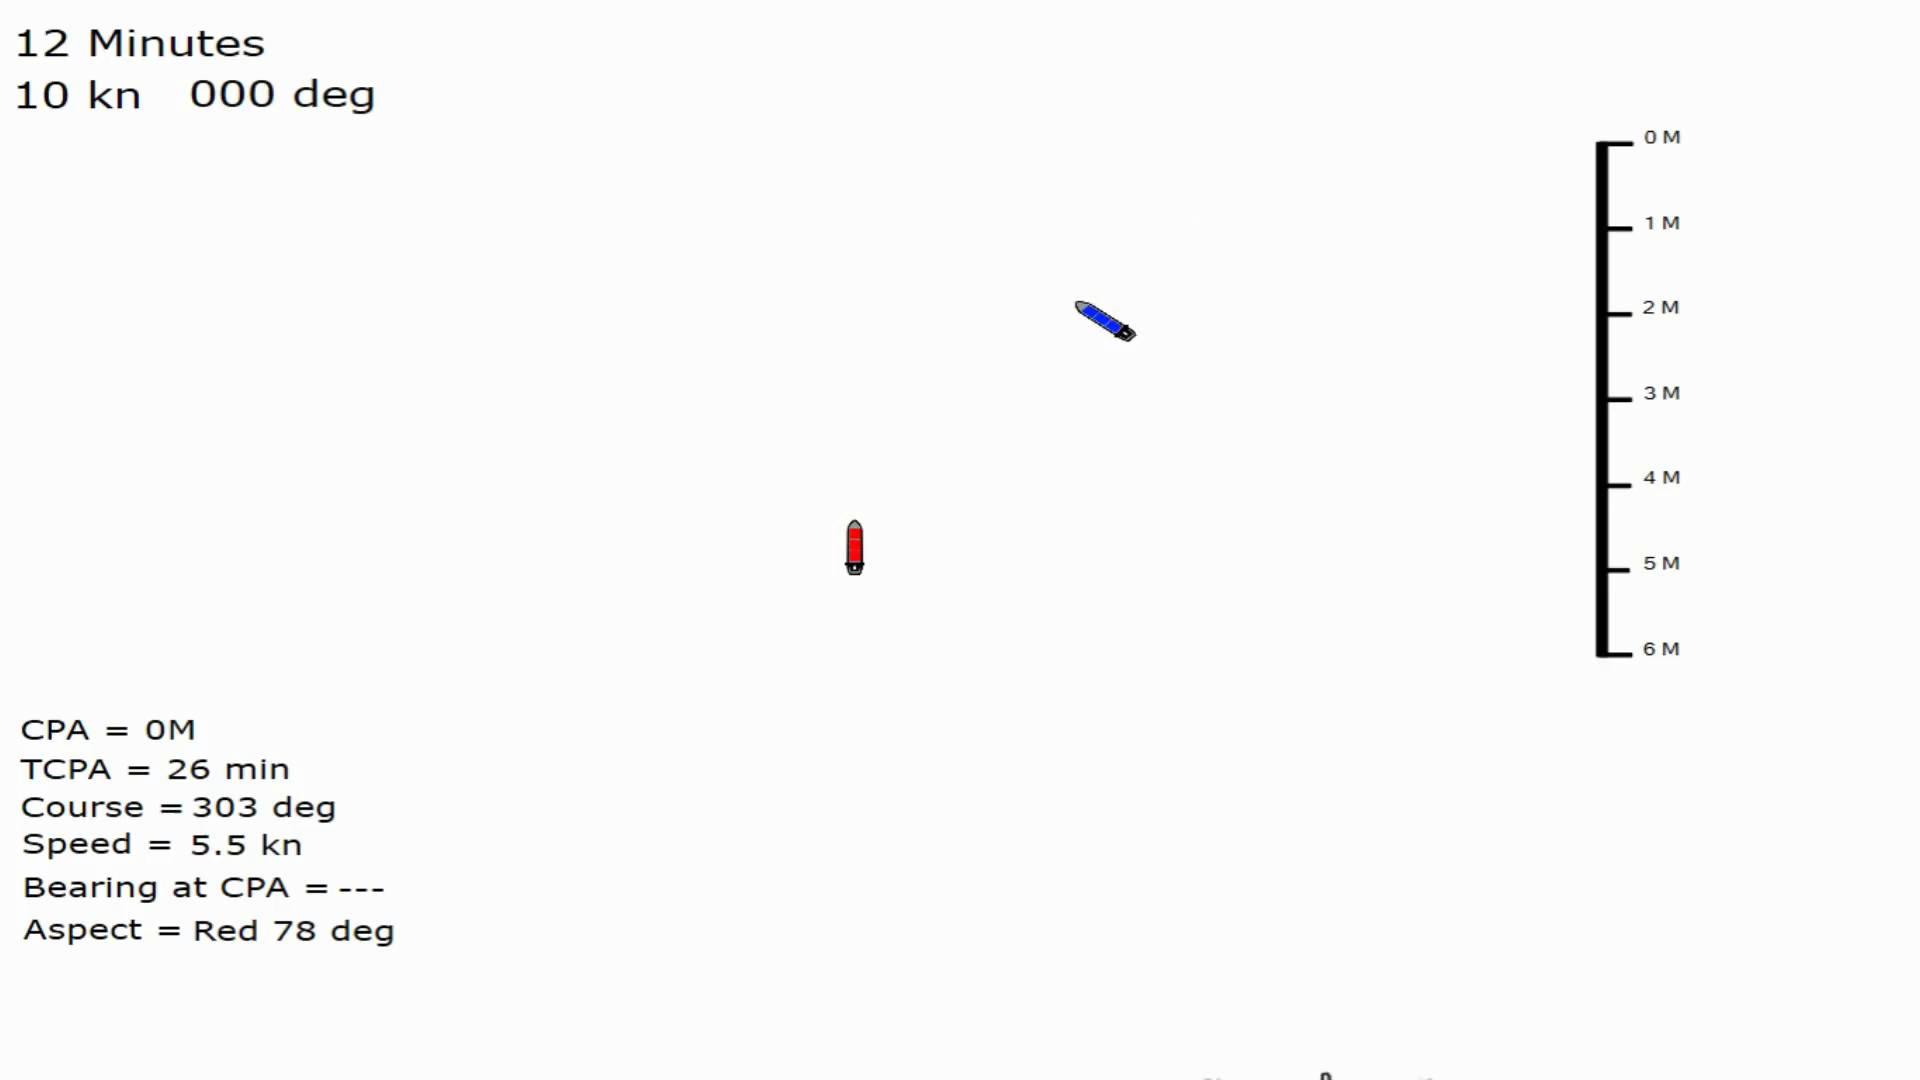 12 Minutes
10 kn 000 deg
0 M
1 M
2 M
3 M
4 M
5 M
6 M
CPA = 0M
TCPA = 26 min
Course = 303 deg
Speed = 5.5 kn
Bearing at CPA = ---
Aspect = Red 78 deg